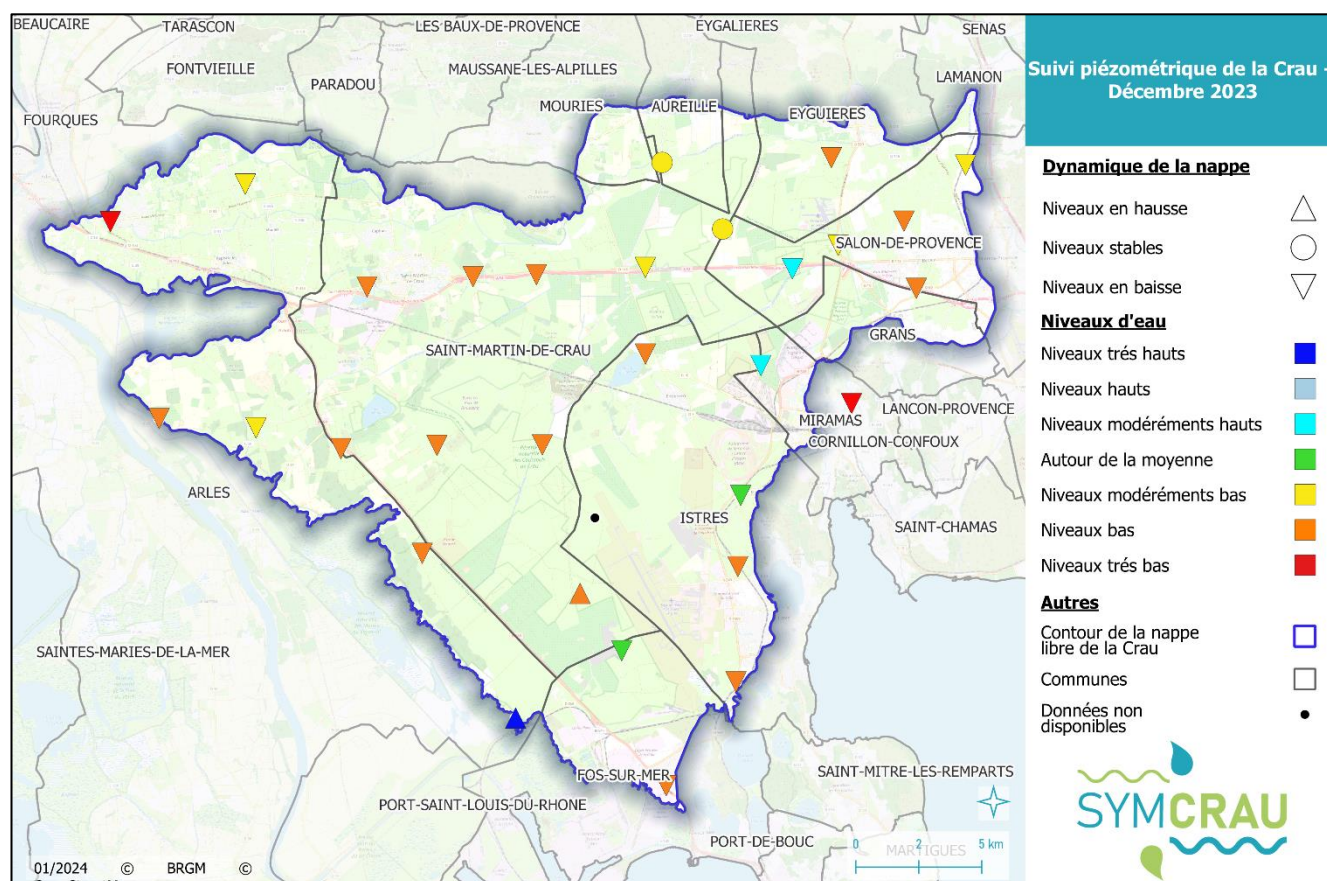 BEAUCAIRE
TARASCON
LES BAUX-DE-PROVENCE
EYGALIERES
SENAS
FONTVIEILLE
PARADOU
MAUSSANE-LES-ALPILLES
LAMANON
MOURIES
AUREILLE
EYGUIERES
FOURQUES
SALON-DE-PROVENCE
GRANS
SAINT-MARTIN-DE-CRAU
LANCON-PROVENCE
MIRAMAS
CORNILLON-CONFOUX
ARLES
ISTRES
SAINT-CHAMAS
SAINTES-MARIES-DE-LA-MER
FOS-SUR-MER
SAINT-MITRE-LES-REMPARTS
PORT-SAINT-LOUIS-DU-RHONE
PORT-DE-BOUC
MARTIGUES
0 2 5 km
01/2024 © BRGM ©
Suivi piézométrique de la Crau -
Décembre 2023
Dynamique de la nappe
Niveaux en hausse
Niveaux stables
Niveaux en baisse
Niveaux d'eau
Niveaux trés hauts
Niveaux hauts
Niveaux modéréments hauts
Autour de la moyenne
Niveaux modéréments bas
Niveaux bas
Niveaux trés bas
Autres
Contour de la nappe
libre de la Crau
Communes
Données non
disponibles
SYMCRAU